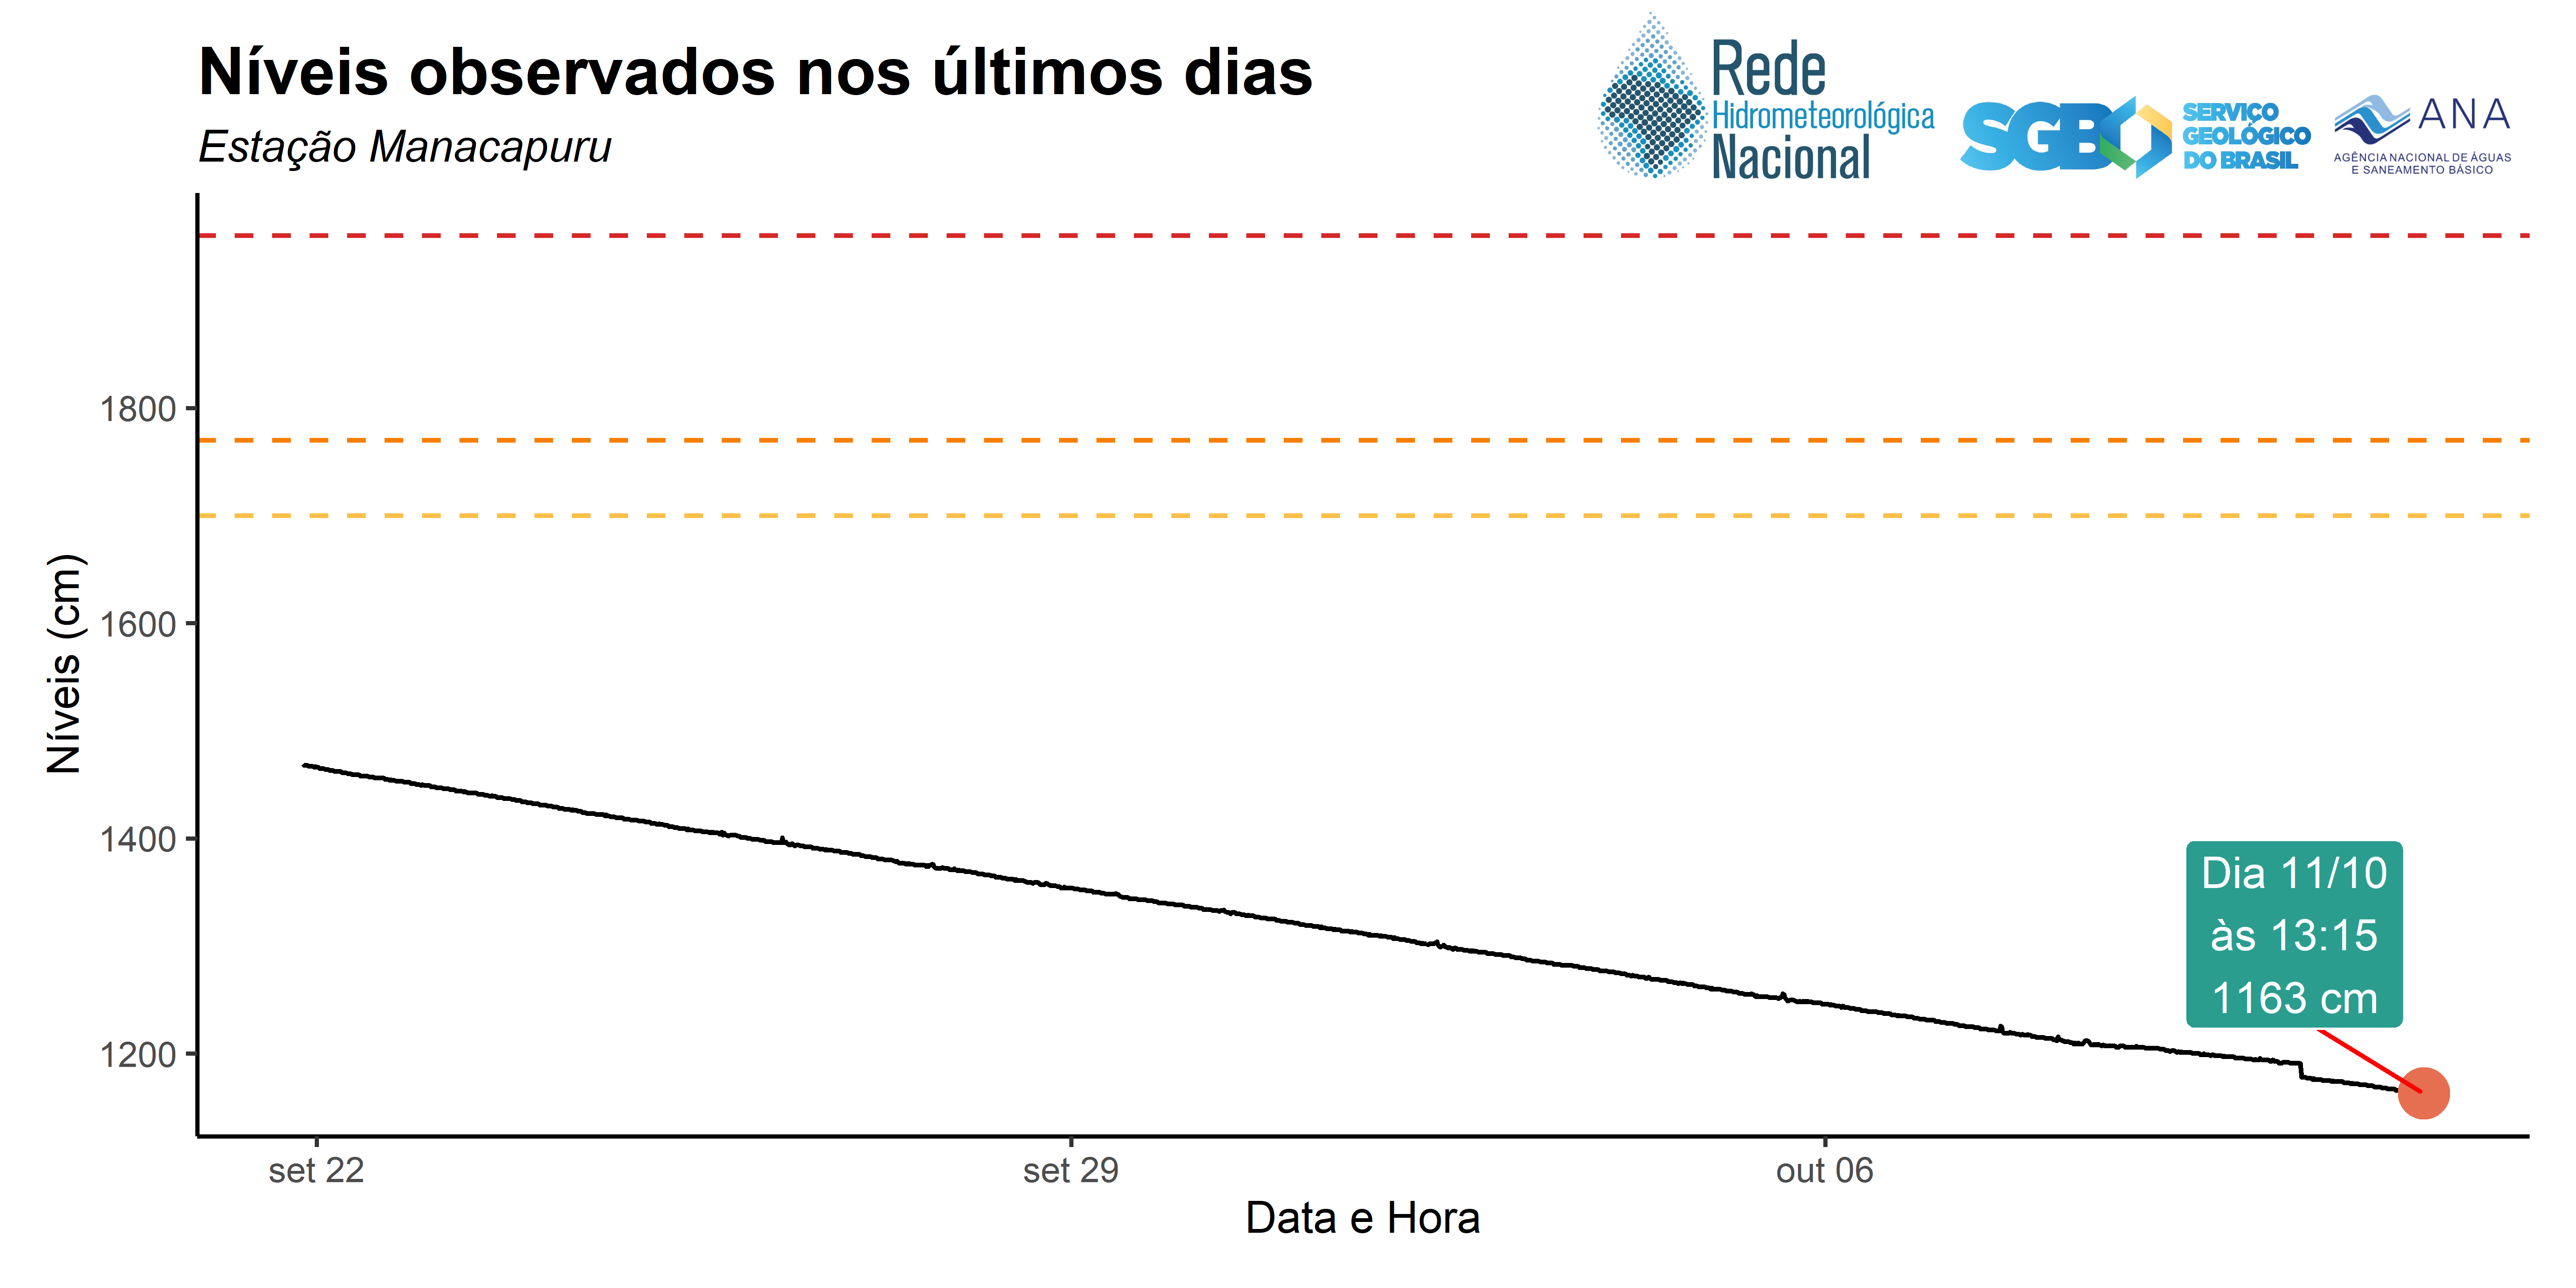 Níveis observados nos últimos dias
Estação Manacapuru
Rede
Hidrometeorológica
Nacional
SGB
SERVIÇO
GEOLÓGICO
DO BRASIL
ANA
AGÊNCIA NACIONAL DE ÁGUAS
E SANEAMENTO BÁSICO
Níveis (cm)
1800
1600
1400
1200
Dia 11/10
às 13:15
1163 cm
set 22
set 29
out 06
Data e Hora